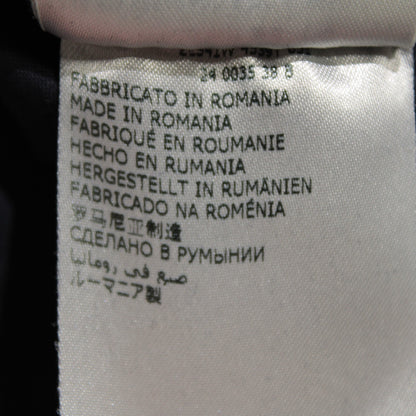 24 0035 38 B
FABBRICATO IN ROMANIA
MADE IN ROMANIA
FABRIQUÉ EN ROUMANIE
HECHO EN RUMANIA
HERGESTELLT IN RUMÄNIEN
FABRICADO NA ROMÉNIA
罗马尼亚制造
СДЕЛАНО В РУМЫНИИ
صنع في رومانيا
ルーマニア製